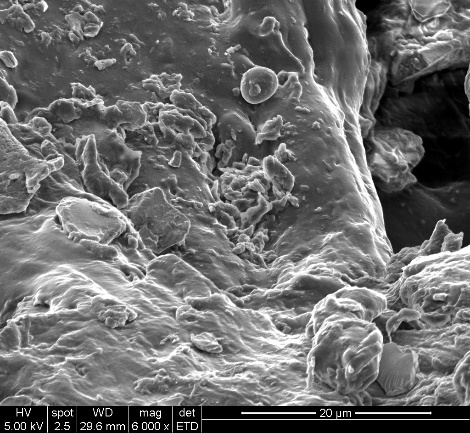 HV spot WD mag det
5.00 kV 2.5 29.6 mm 6 000 x ETD 20 µm